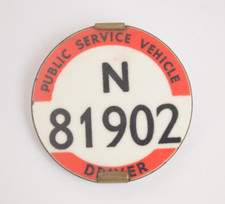 PUBLIC SERVICE VEHICLE
N
81902
DRIVER